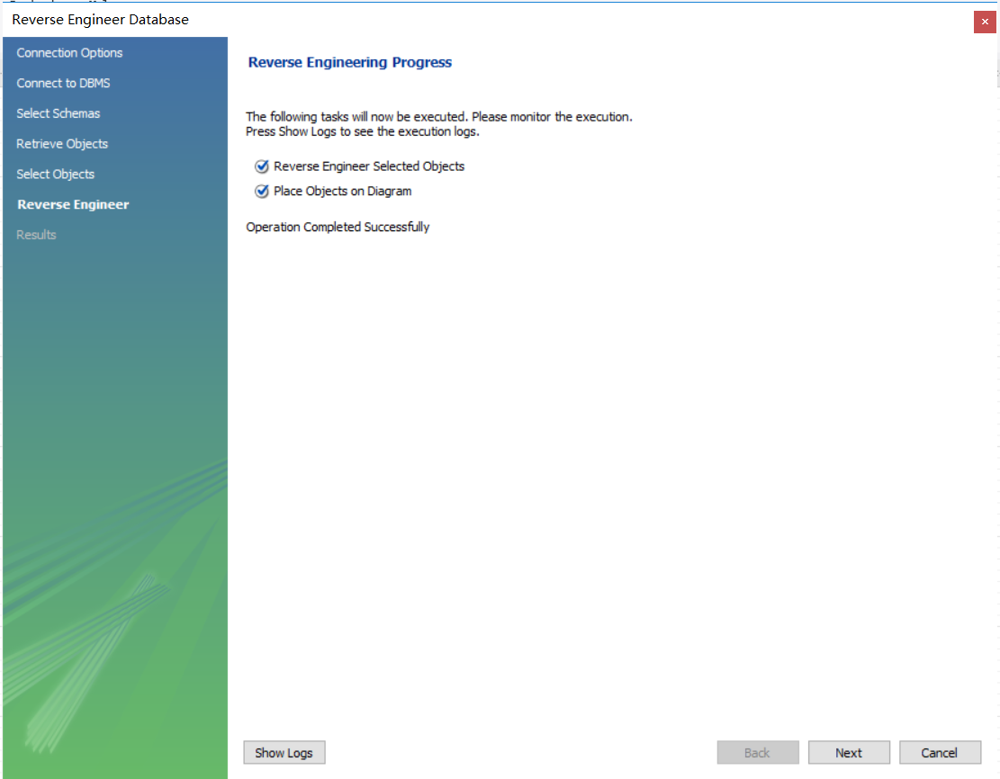 Reverse Engineer Database
Connection Options
Connect to DBMS
Select Schemas
Retrieve Objects
Select Objects
Reverse Engineer
Results
Reverse Engineering Progress
The following tasks will now be executed. Please monitor the execution.
Press Show Logs to see the execution logs.
Reverse Engineer Selected Objects
Place Objects on Diagram
Operation Completed Successfully
Show Logs
Back
Next
Cancel